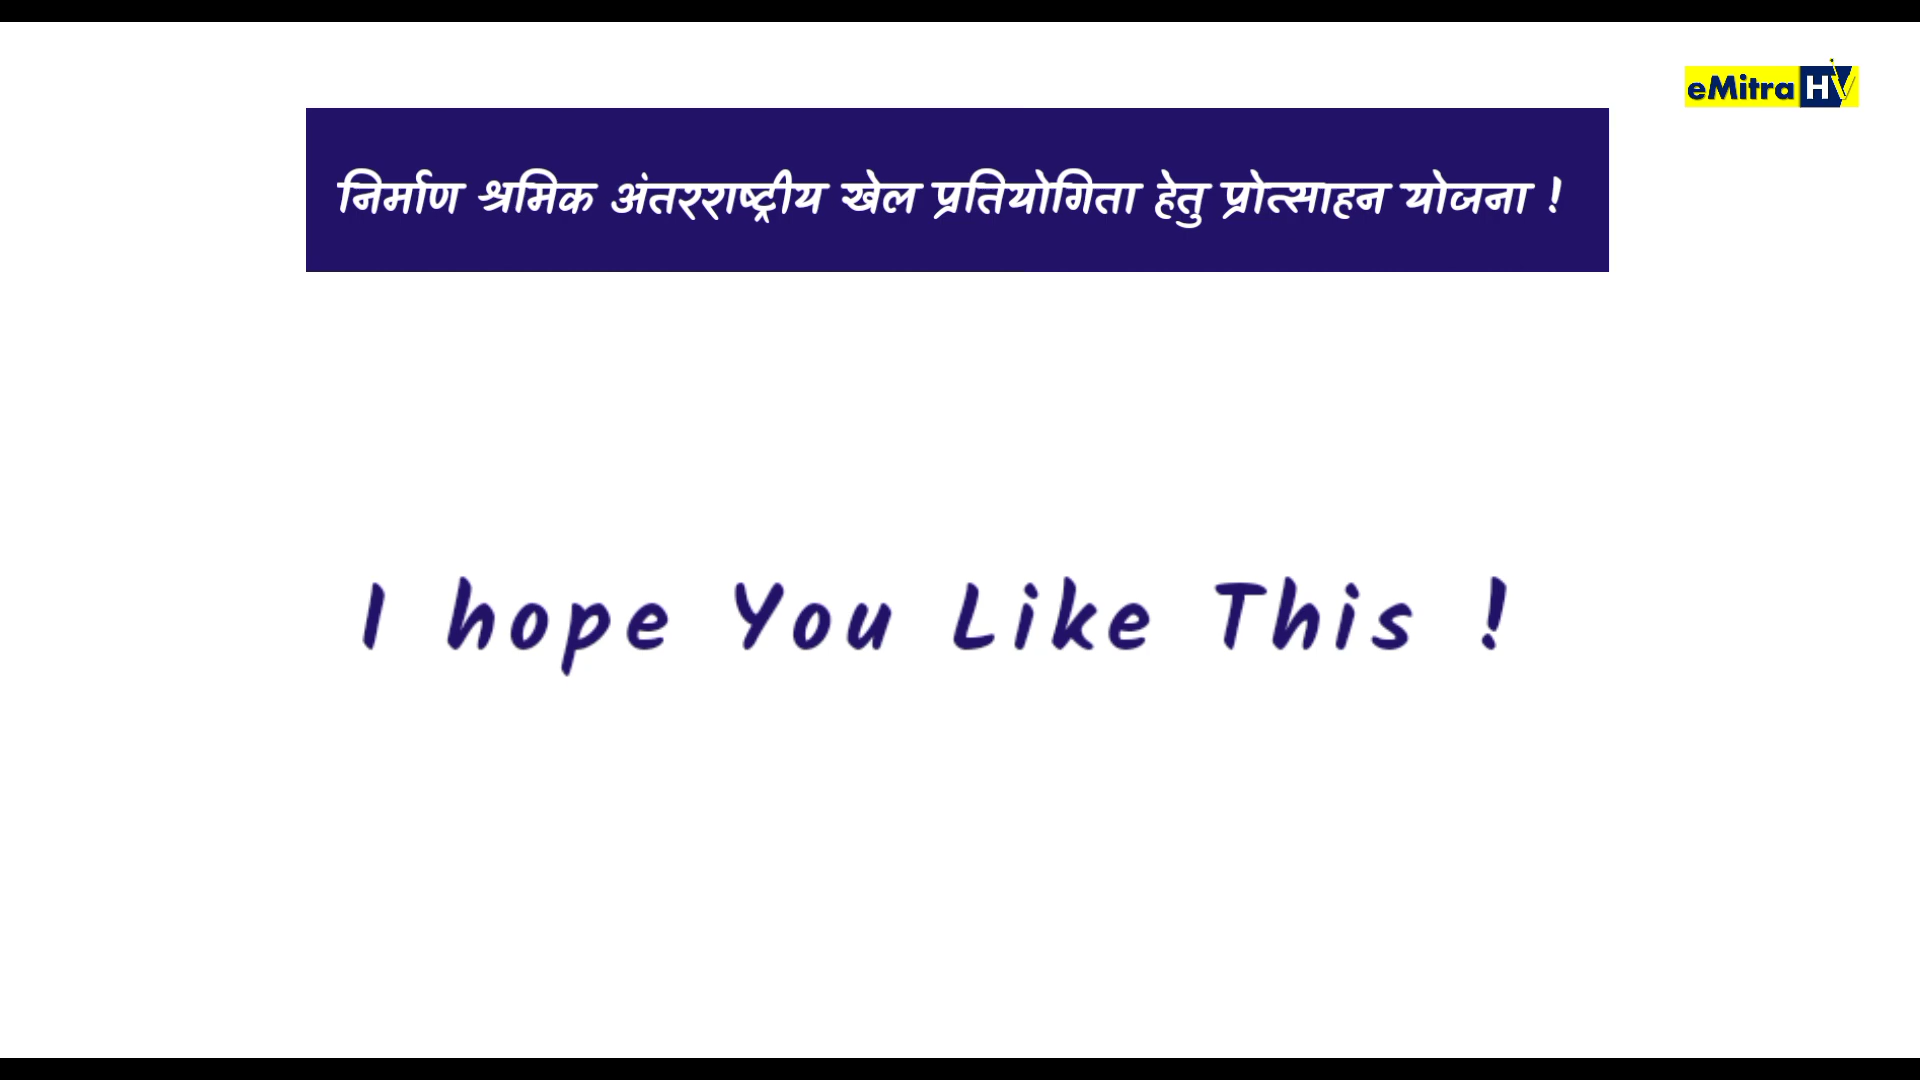 eMitra HV
निर्माण श्रमिक अंतरराष्ट्रीय खेल प्रतियोगिता हेतु प्रोत्साहन योजना !
I hope You Like This !